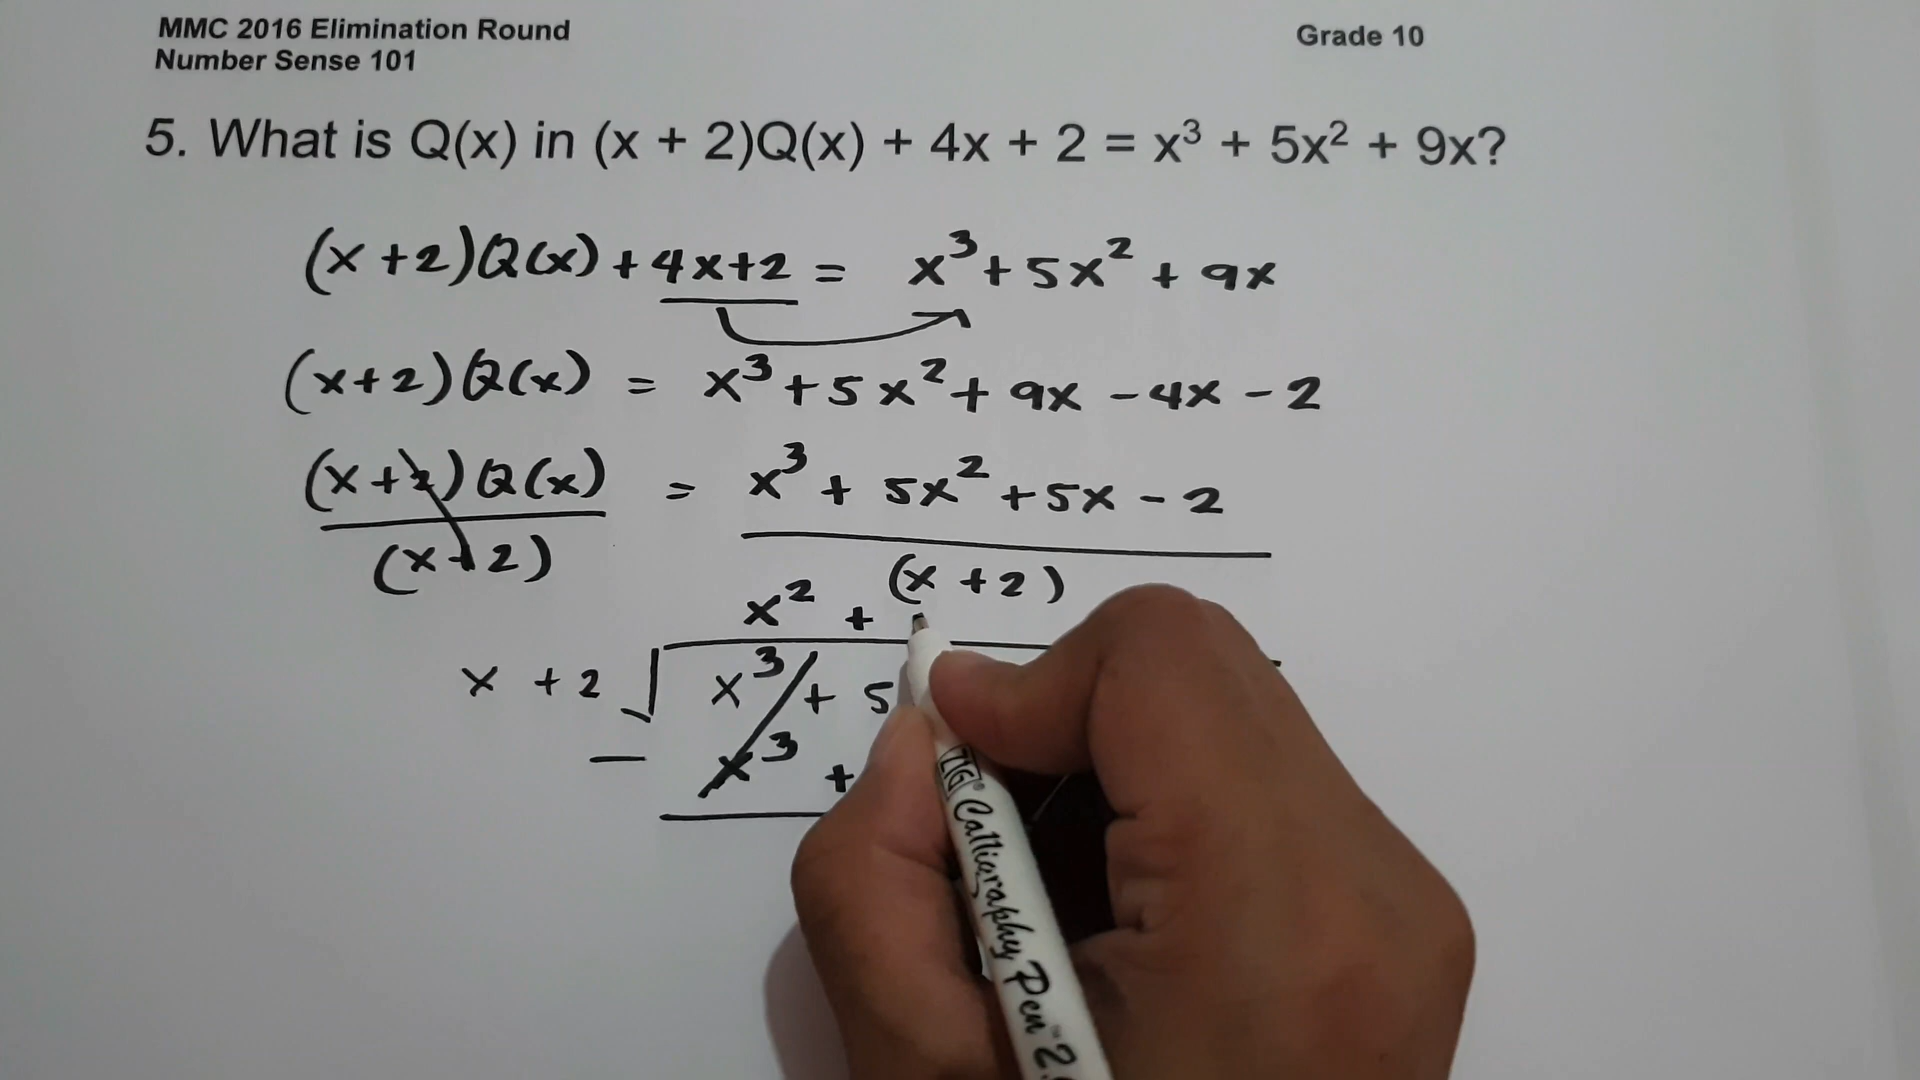 MMC 2016 Elimination Round
Grade 10
Number Sense 101
5. What is Q(x) in (x + 2)Q(x) + 4x + 2 = x³ + 5x² + 9x?
(x+2)Q(x)+4x+2 = x³+5x²+9x
(x+2)Q(x) = x³+5x²+9x-4x-2
(x+2)Q(x) = x³+5x²+5x-2
(x+2) (x+2)
x² +
x+2 x³ + 5
- x³ +
ZIG® Calligraphy Pen™ 2.